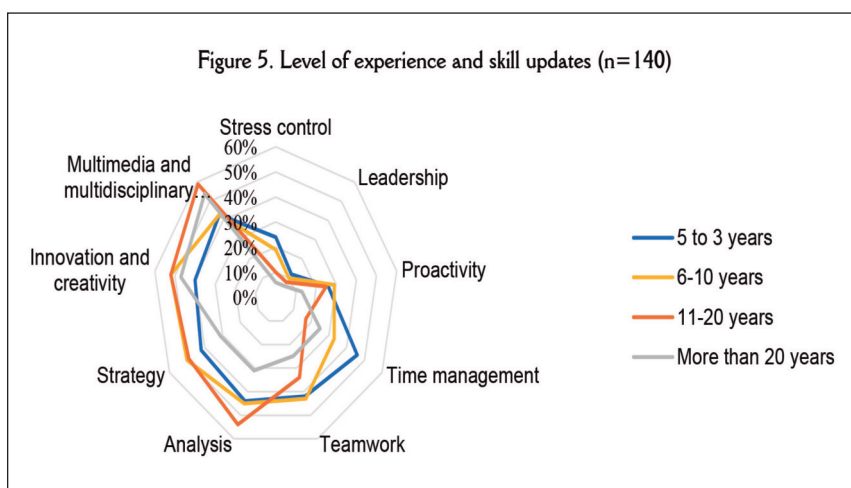 Figure 5. Level of experience and skill updates (n=140)
Stress control
60%
50%
40%
30%
20%
10%
0%
Leadership
Proactivity
Time management
Teamwork
Analysis
Strategy
Innovation and
creativity
Multimedia and
multidisciplinary...
5 to 3 years
6-10 years
11-20 years
More than 20 years